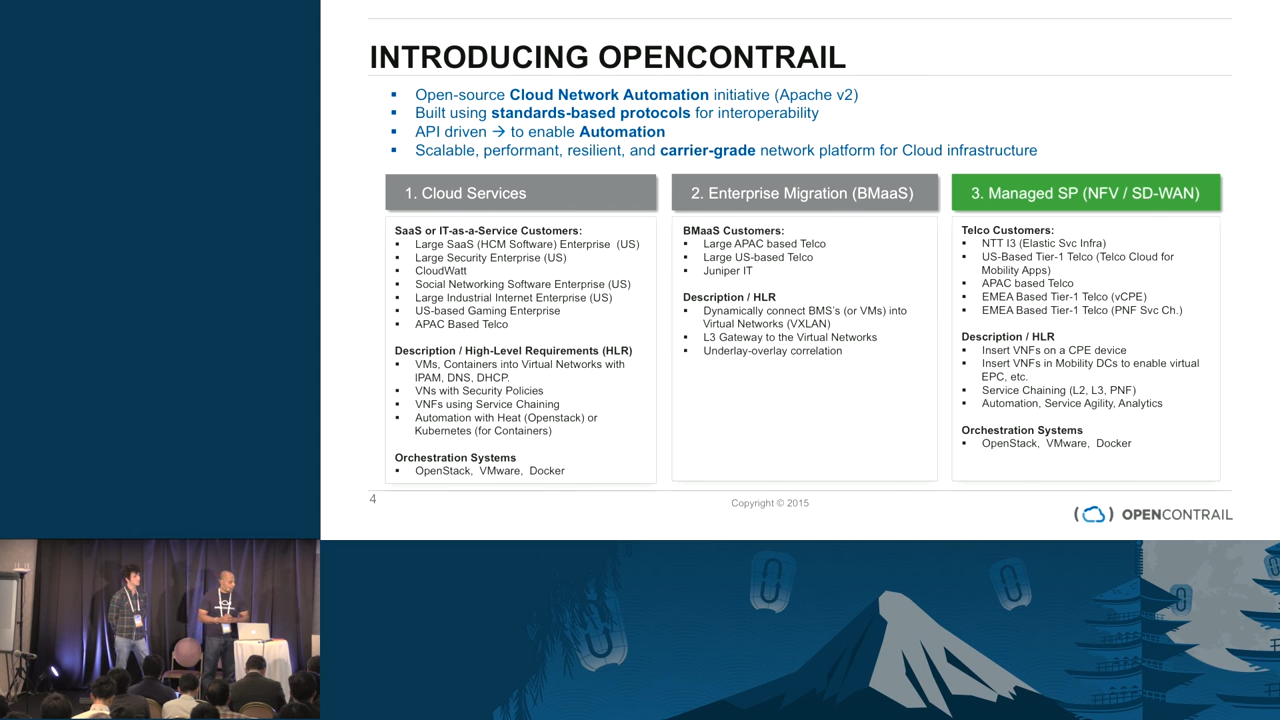 INTRODUCING OPENCONTRAIL
▪ Open-source Cloud Network Automation initiative (Apache v2)
▪ Built using standards-based protocols for interoperability
▪ API driven → to enable Automation
▪ Scalable, performant, resilient, and carrier-grade network platform for Cloud infrastructure
1. Cloud Services
SaaS or IT-as-a-Service Customers:
▪ Large SaaS (HCM Software) Enterprise (US)
▪ Large Security Enterprise (US)
▪ CloudWatt
▪ Social Networking Software Enterprise (US)
▪ Large Industrial Internet Enterprise (US)
▪ US-based Gaming Enterprise
▪ APAC Based Telco
Description / High-Level Requirements (HLR)
▪ VMs, Containers into Virtual Networks with
IPAM, DNS, DHCP.
▪ VNs with Security Policies
▪ VNFs using Service Chaining
▪ Automation with Heat (Openstack) or
Kubernetes (for Containers)
Orchestration Systems
▪ OpenStack, VMware, Docker
2. Enterprise Migration (BMaaS)
BMaaS Customers:
▪ Large APAC based Telco
▪ Large US-based Telco
▪ Juniper IT
Description / HLR
▪ Dynamically connect BMS's (or VMs) into
Virtual Networks (VXLAN)
▪ L3 Gateway to the Virtual Networks
▪ Underlay-overlay correlation
3. Managed SP (NFV / SD-WAN)
Telco Customers:
▪ NTT I3 (Elastic Svc Infra)
▪ US-Based Tier-1 Telco (Telco Cloud for
Mobility Apps)
▪ APAC based Telco
▪ EMEA Based Tier-1 Telco (vCPE)
▪ EMEA Based Tier-1 Telco (PNF Svc Ch.)
Description / HLR
▪ Insert VNFs on a CPE device
▪ Insert VNFs in Mobility DCs to enable virtual
EPC, etc.
▪ Service Chaining (L2, L3, PNF)
▪ Automation, Service Agility, Analytics
Orchestration Systems
▪ OpenStack, VMware, Docker
4
Copyright © 2015
OPENCONTRAIL